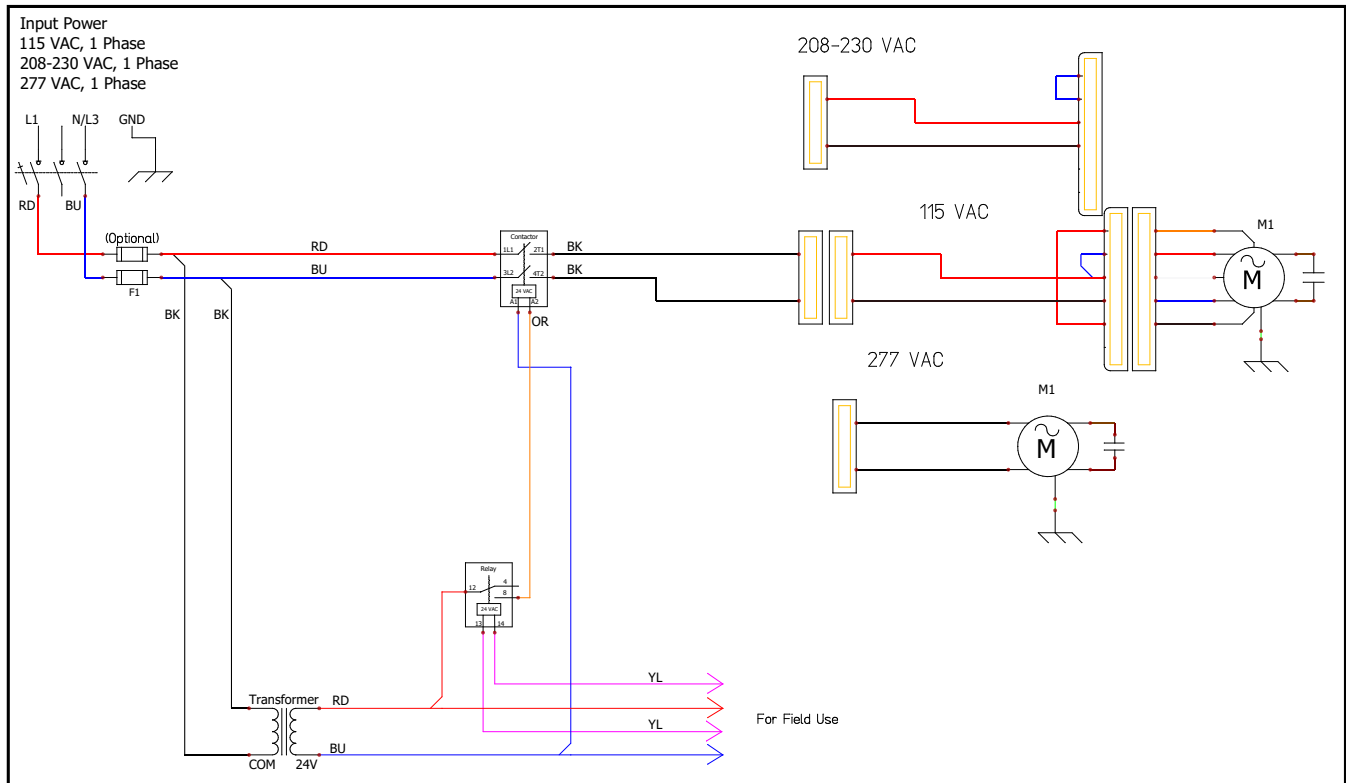 Input Power
115 VAC, 1 Phase
208-230 VAC, 1 Phase
277 VAC, 1 Phase
L1
N/L3
GND
RD
BU
(Optional)
F1
RD
BU
BK
BK
Contactor
1L1
2T1
3L2
4T2
24 VAC
A1
A2
OR
BK
BK
208-230 VAC
115 VAC
M1
M
277 VAC
M1
M
Relay
12
4
8
24 VAC
13
14
Transformer
RD
BU
COM
24V
YL
YL
For Field Use